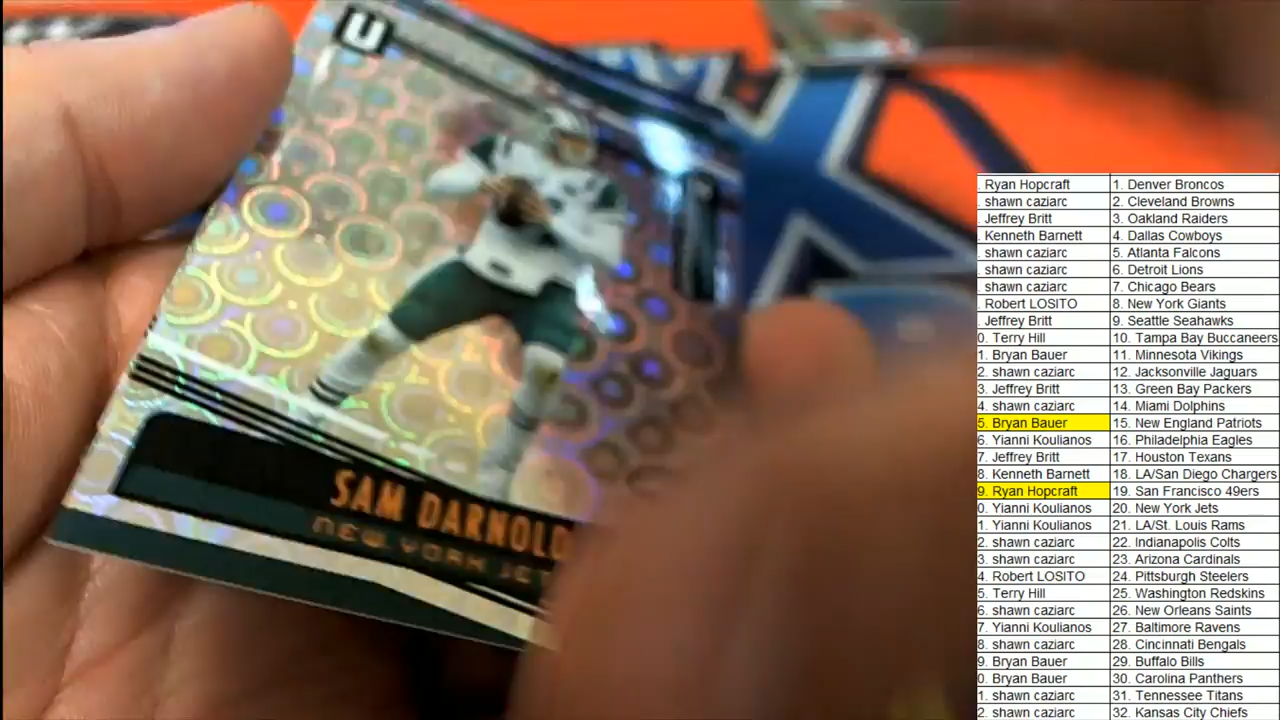 U
SAM DARNOLD
NEW YORK JET
. Ryan Hopcraft 1. Denver Broncos
. shawn caziarc 2. Cleveland Browns
Jeffrey Britt 3. Oakland Raiders
. Kenneth Barnett 4. Dallas Cowboys
. shawn caziarc 5. Atlanta Falcons
. shawn caziarc 6. Detroit Lions
. shawn caziarc 7. Chicago Bears
. Robert LOSITO 8. New York Giants
. Jeffrey Britt 9. Seattle Seahawks
0. Terry Hill 10. Tampa Bay Buccaneers
1. Bryan Bauer 11. Minnesota Vikings
2. shawn caziarc 12. Jacksonville Jaguars
3. Jeffrey Britt 13. Green Bay Packers
4. shawn caziarc 14. Miami Dolphins
5. Bryan Bauer 15. New England Patriots
6. Yianni Koulianos 16. Philadelphia Eagles
7. Jeffrey Britt 17. Houston Texans
8. Kenneth Barnett 18. LA/San Diego Chargers
9. Ryan Hopcraft 19. San Francisco 49ers
0. Yianni Koulianos 20. New York Jets
1. Yianni Koulianos 21. LA/St. Louis Rams
2. shawn caziarc 22. Indianapolis Colts
3. shawn caziarc 23. Arizona Cardinals
4. Robert LOSITO 24. Pittsburgh Steelers
5. Terry Hill 25. Washington Redskins
6. shawn caziarc 26. New Orleans Saints
7. Yianni Koulianos 27. Baltimore Ravens
8. shawn caziarc 28. Cincinnati Bengals
9. Bryan Bauer 29. Buffalo Bills
0. Bryan Bauer 30. Carolina Panthers
1. shawn caziarc 31. Tennessee Titans
2. shawn caziarc 32. Kansas City Chiefs